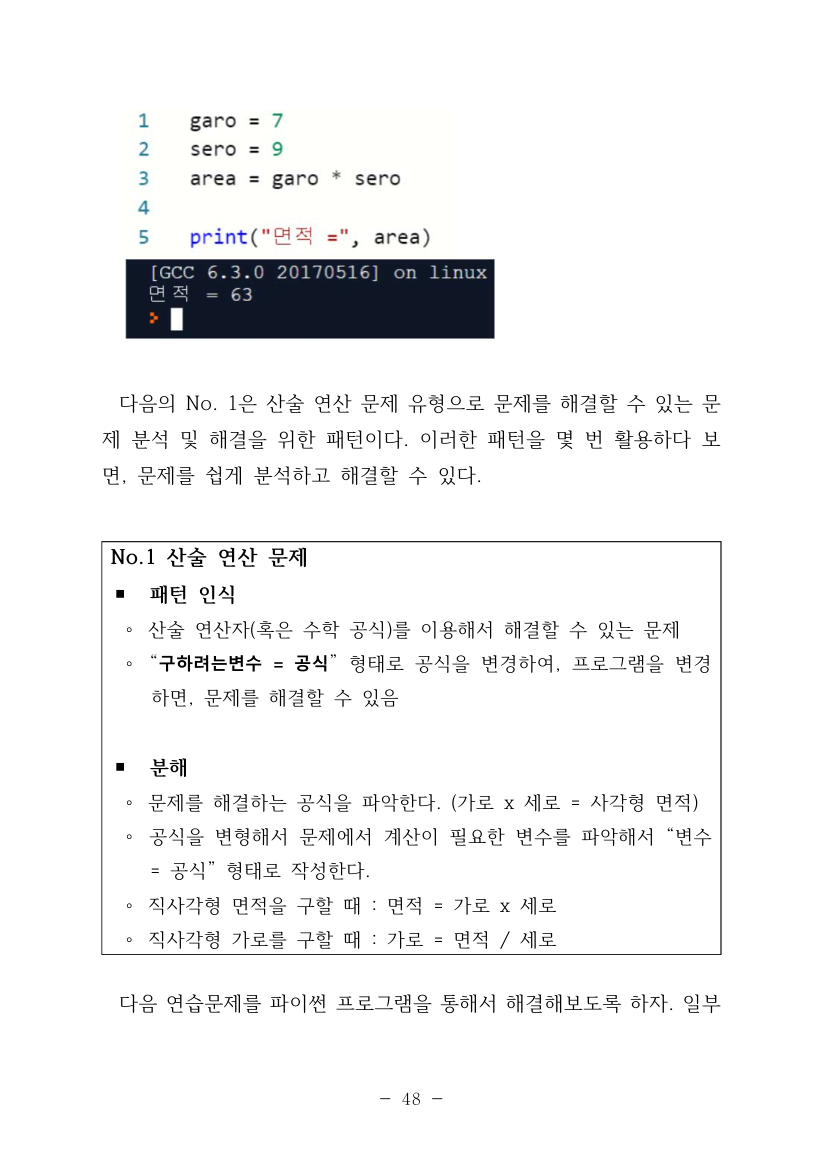 1 garo = 7
2 sero = 9
3 area = garo * sero
4
5 print("면적 =", area)
[GCC 6.3.0 20170516] on linux
면적 = 63
>
다음의 No. 1은 산술 연산 문제 유형으로 문제를 해결할 수 있는 문
제 분석 및 해결을 위한 패턴이다. 이러한 패턴을 몇 번 활용하다 보
면, 문제를 쉽게 분석하고 해결할 수 있다.
No.1 산술 연산 문제
■ 패턴 인식
◦ 산술 연산자(혹은 수학 공식)를 이용해서 해결할 수 있는 문제
◦ “구하려는변수 = 공식” 형태로 공식을 변경하여, 프로그램을 변경
하면, 문제를 해결할 수 있음
■ 분해
◦ 문제를 해결하는 공식을 파악한다. (가로 x 세로 = 사각형 면적)
◦ 공식을 변형해서 문제에서 계산이 필요한 변수를 파악해서 “변수
= 공식” 형태로 작성한다.
◦ 직사각형 면적을 구할 때 : 면적 = 가로 x 세로
◦ 직사각형 가로를 구할 때 : 가로 = 면적 / 세로
다음 연습문제를 파이썬 프로그램을 통해서 해결해보도록 하자. 일부
- 48 -